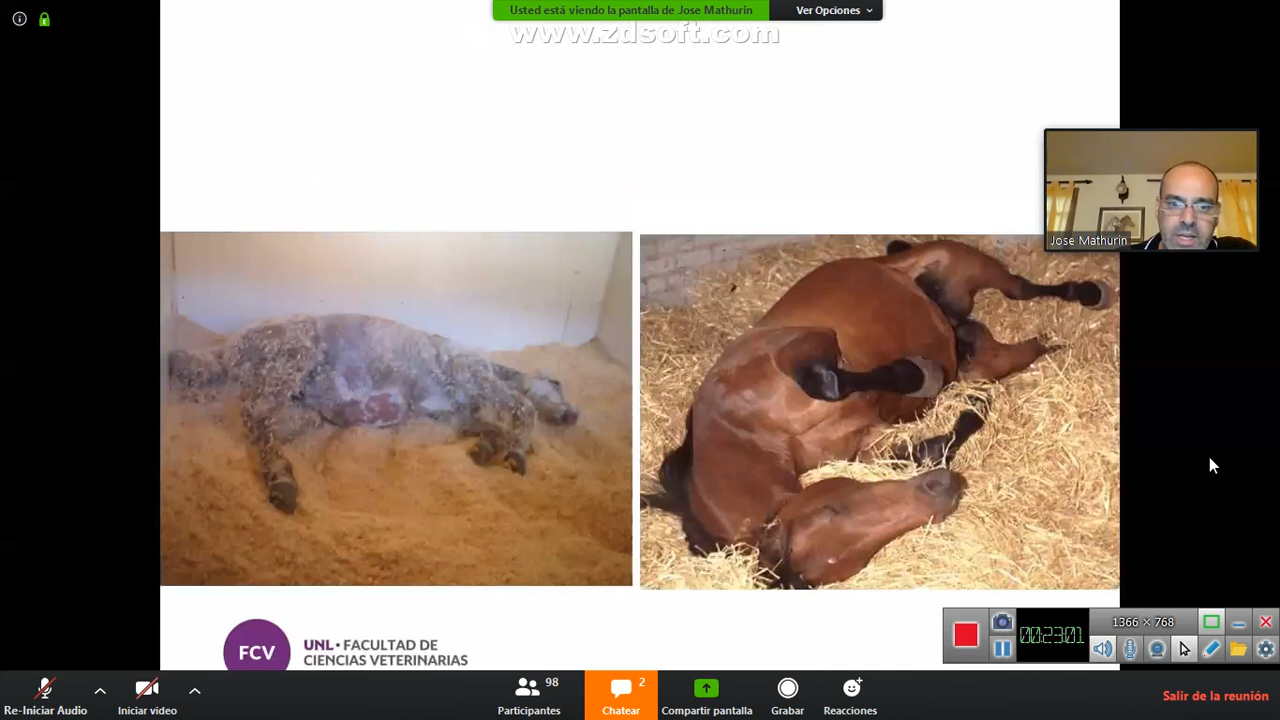 Usted está viendo la pantalla de Jose Mathurin
Ver Opciones
www.zdsoft.com
Jose Mathurin
FCV
UNL • FACULTAD DE
CIENCIAS VETERINARIAS
1366 × 768
00:23:01
98
2
Re-Iniciar Audio
Iniciar video
Participantes
Chatear
Compartir pantalla
Grabar
Reacciones
Salir de la reunión